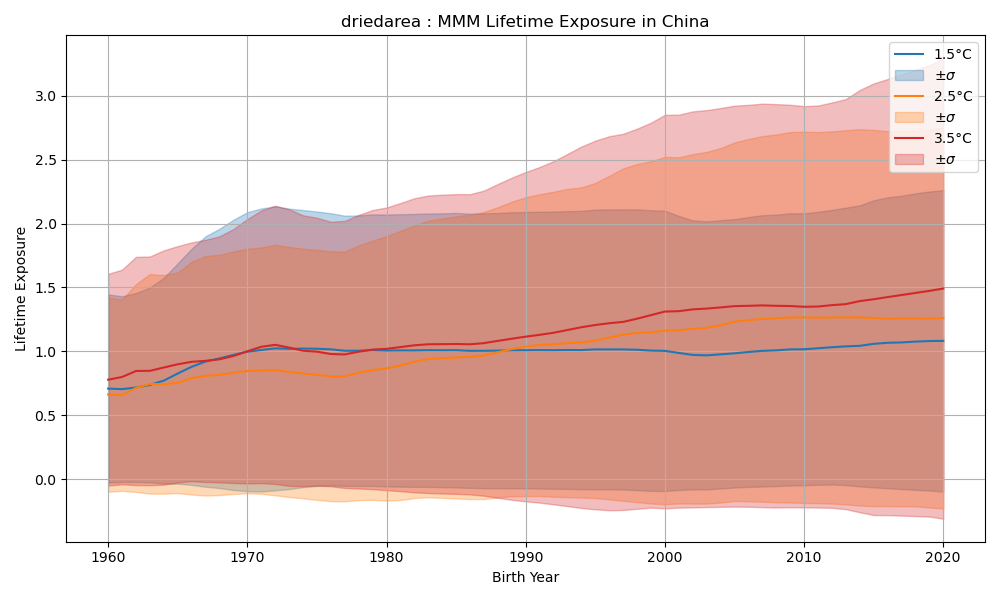 driedarea : MMM Lifetime Exposure in China
1.5°C
±σ
2.5°C
±σ
3.5°C
±σ
3.0
2.5
2.0
1.5
1.0
0.5
0.0
Lifetime Exposure
1960 1970 1980 1990 2000 2010 2020
Birth Year